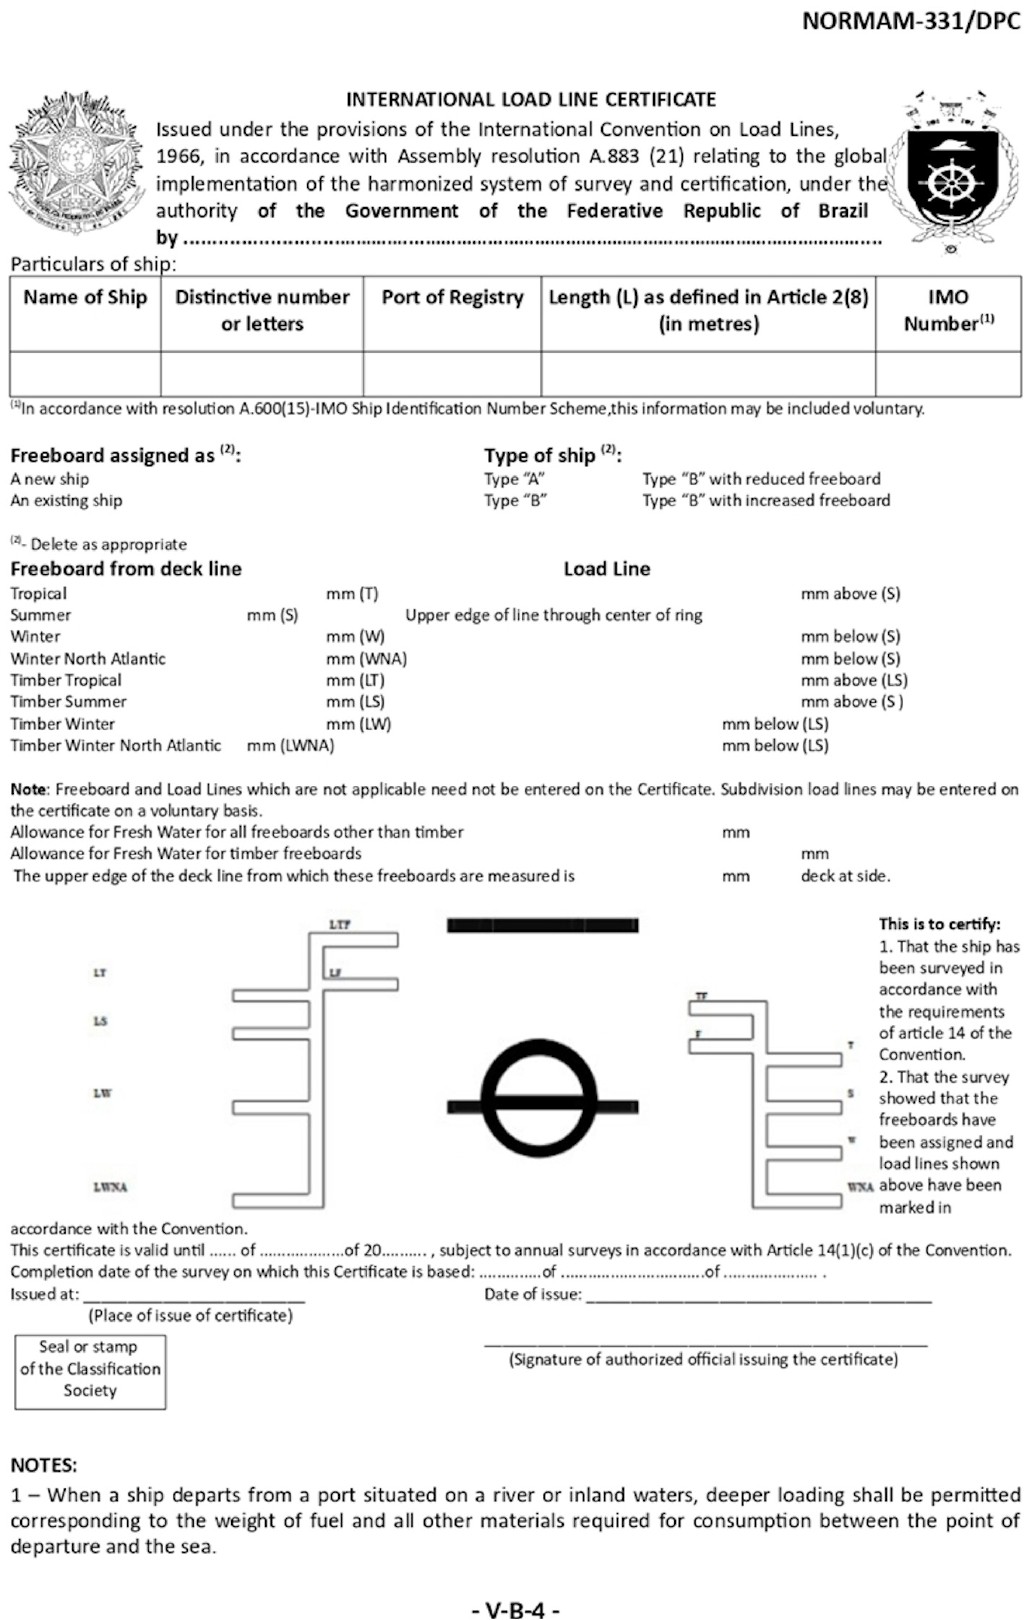 NORMAM-331/DPC
INTERNATIONAL LOAD LINE CERTIFICATE
Issued under the provisions of the International Convention on Load Lines,
1966, in accordance with Assembly resolution A.883 (21) relating to the global
implementation of the harmonized system of survey and certification, under the
authority of the Government of the Federative Republic of Brazil
by ........................................................................................................................
Particulars of ship:
Name of Ship Distinctive number Port of Registry Length (L) as defined in Article 2(8) IMO
or letters (in metres) Number(1)
(1)In accordance with resolution A.600(15)-IMO Ship Identification Number Scheme,this information may be included voluntary.
Freeboard assigned as (2): Type of ship (2):
A new ship Type “A” Type “B” with reduced freeboard
An existing ship Type “B” Type “B” with increased freeboard
(2)- Delete as appropriate
Freeboard from deck line Load Line
Tropical mm (T) mm above (S)
Summer mm (S) Upper edge of line through center of ring
Winter mm (W) mm below (S)
Winter North Atlantic mm (WNA) mm below (S)
Timber Tropical mm (LT) mm above (LS)
Timber Summer mm (LS) mm above (S )
Timber Winter mm (LW) mm below (LS)
Timber Winter North Atlantic mm (LWNA) mm below (LS)
Note: Freeboard and Load Lines which are not applicable need not be entered on the Certificate. Subdivision load lines may be entered on
the certificate on a voluntary basis.
Allowance for Fresh Water for all freeboards other than timber mm
Allowance for Fresh Water for timber freeboards mm
The upper edge of the deck line from which these freeboards are measured is mm deck at side.
LTF
LT
LF
LS
LW
LWNA
TF
F
T
S
W
WNA
This is to certify:
1. That the ship has
been surveyed in
accordance with
the requirements
of article 14 of the
Convention.
2. That the survey
showed that the
freeboards have
been assigned and
load lines shown
above have been
marked in
accordance with the Convention.
This certificate is valid until ...... of ...................of 20.......... , subject to annual surveys in accordance with Article 14(1)(c) of the Convention.
Completion date of the survey on which this Certificate is based: ..............of .................................of ...................... .
Issued at: _________________________ Date of issue: _______________________________________
(Place of issue of certificate)
Seal or stamp
of the Classification
Society
__________________________________________________
(Signature of authorized official issuing the certificate)
NOTES:
1 – When a ship departs from a port situated on a river or inland waters, deeper loading shall be permitted
corresponding to the weight of fuel and all other materials required for consumption between the point of
departure and the sea.
- V-B-4 -